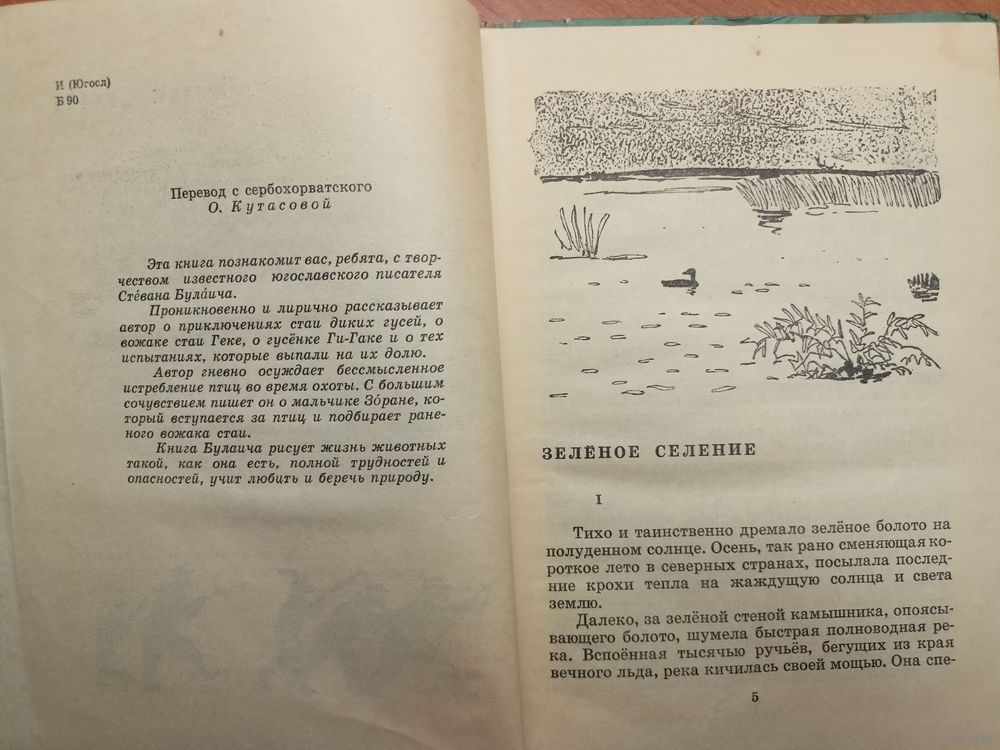 И (Югосл)
Б 90
Перевод с сербохорватского
О. Кутасовой
Эта книга познакомит вас, ребята, с твор-
чеством известного югославского писателя
Сте́вана Була́ича.
Проникновенно и лирично рассказывает
автор о приключениях стаи диких гусей, о
вожаке стаи Геке, о гусёнке Ги-Гаке и о тех
испытаниях, которые выпали на их долю.
Автор гневно осуждает бессмысленное
истребление птиц во время охоты. С большим
сочувствием пишет он о мальчике Зо́ране, ко-
торый вступается за птиц и подбирает ране-
ного вожака стаи.
Книга Булаича рисует жизнь животных
такой, как она есть, полной трудностей и
опасностей, учит любить и беречь природу.
ЗЕЛЁНОЕ СЕЛЕНИЕ
I
Тихо и таинственно дремало зелёное болото на
полуденном солнце. Осень, так рано сменяющая ко-
роткое лето в северных странах, посылала послед-
ние крохи тепла на жаждущую солнца и света
землю.
Далеко, за зелёной стеной камышника, опоясы-
вающего болото, шумела быстрая полноводная ре-
ка. Вспоённая тысячью ручьёв, бегущих из края
вечного льда, река кичилась своей мощью. Она спе-
5